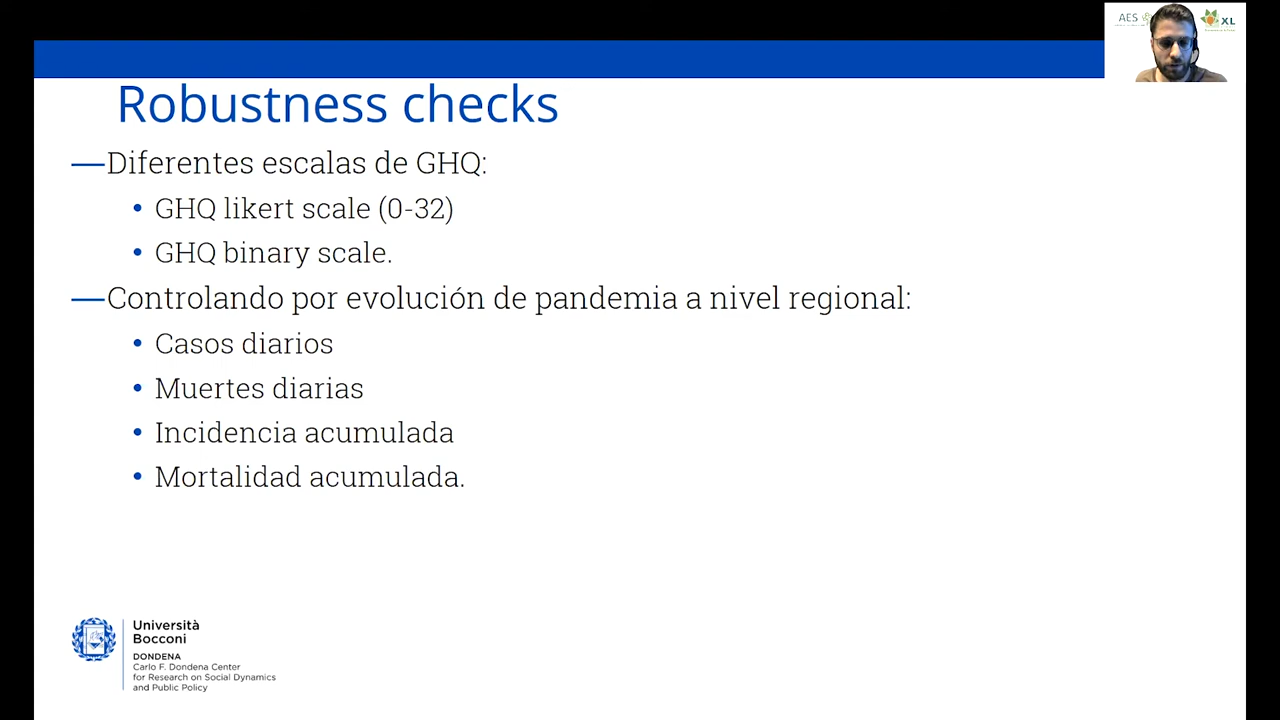 AES
XL
Robustness checks
—Diferentes escalas de GHQ:
• GHQ likert scale (0-32)
• GHQ binary scale.
—Controlando por evolución de pandemia a nivel regional:
• Casos diarios
• Muertes diarias
• Incidencia acumulada
• Mortalidad acumulada.
Università
Bocconi
DONDENA
Carlo F. Dondena Center
for Research on Social Dynamics
and Public Policy